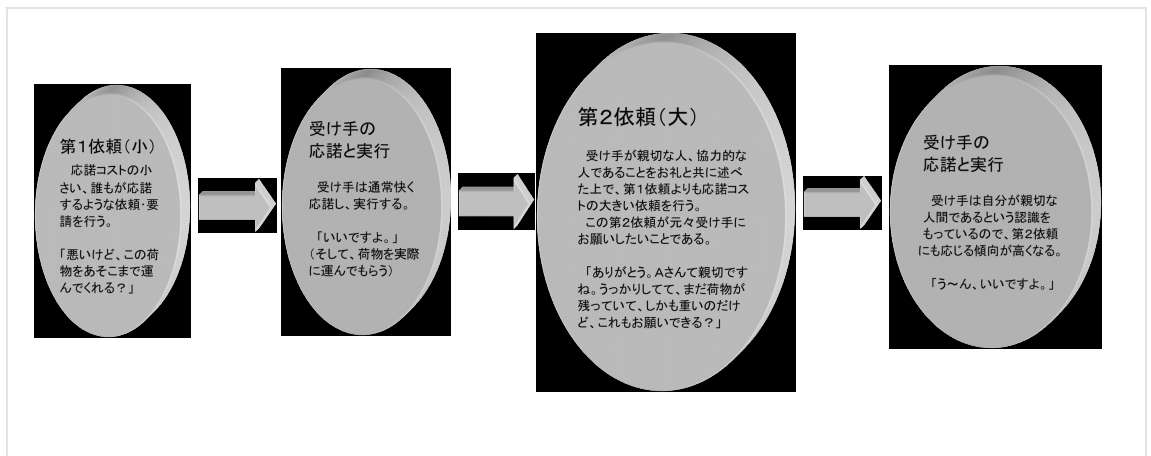 第1依頼(小)
応諾コストの小
さい、誰もが応諾
するような依頼・要
請を行う。
「悪いけど、この荷
物をあそこまで運
んでくれる?」
受け手の
応諾と実行
受け手は通常快く
応諾し、実行する。
「いいですよ。」
(そして、荷物を実際
に運んでもらう)
第2依頼(大)
受け手が親切な人、協力的な
人であることをお礼と共に述べ
た上で、第1依頼よりも応諾コス
トの大きい依頼を行う。
この第2依頼が元々受け手に
お願いしたいことである。
「ありがとう。Aさんて親切です
ね。うっかりしてて、まだ荷物が
残っていて、しかも重いのだけ
ど、これもお願いできる?」
受け手の
応諾と実行
受け手は自分が親切な
人間であるという認識を
もっているので、第2依頼
にも応じる傾向が高くなる。
「う~ん、いいですよ。」